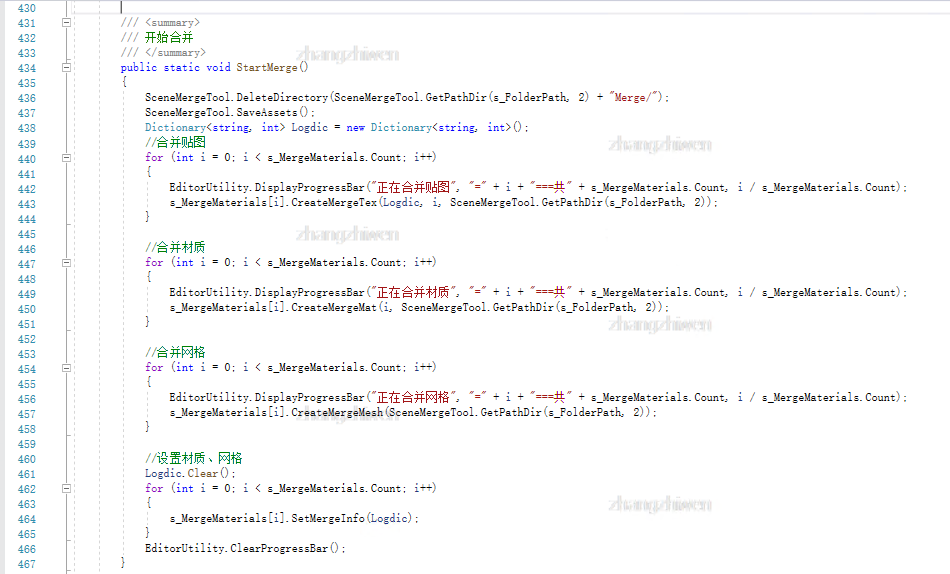 430
431 /// <summary>
432 /// 开始合并
433 /// </summary>
434 public static void StartMerge()
435 {
436 SceneMergeTool.DeleteDirectory(SceneMergeTool.GetPathDir(s_FolderPath, 2) + "Merge/");
437 SceneMergeTool.SaveAssets();
438 Dictionary<string, int> Logdic = new Dictionary<string, int>();
439 //合并贴图
440 for (int i = 0; i < s_MergeMaterials.Count; i++)
441 {
442 EditorUtility.DisplayProgressBar("正在合并贴图", "=" + i + "===共" + s_MergeMaterials.Count, i / s_MergeMaterials.Count);
443 s_MergeMaterials[i].CreateMergeTex(Logdic, i, SceneMergeTool.GetPathDir(s_FolderPath, 2));
444 }
445
446 //合并材质
447 for (int i = 0; i < s_MergeMaterials.Count; i++)
448 {
449 EditorUtility.DisplayProgressBar("正在合并材质", "=" + i + "===共" + s_MergeMaterials.Count, i / s_MergeMaterials.Count);
450 s_MergeMaterials[i].CreateMergeMat(i, SceneMergeTool.GetPathDir(s_FolderPath, 2));
451 }
452
453 //合并网格
454 for (int i = 0; i < s_MergeMaterials.Count; i++)
455 {
456 EditorUtility.DisplayProgressBar("正在合并网格", "=" + i + "===共" + s_MergeMaterials.Count, i / s_MergeMaterials.Count);
457 s_MergeMaterials[i].CreateMergeMesh(SceneMergeTool.GetPathDir(s_FolderPath, 2));
458 }
459
460 //设置材质、网格
461 Logdic.Clear();
462 for (int i = 0; i < s_MergeMaterials.Count; i++)
463 {
464 s_MergeMaterials[i].SetMergeInfo(Logdic);
465 }
466 EditorUtility.ClearProgressBar();
467 }
zhangzhiwen
zhangzhiwen
zhangzhiwen
zhangzhiwen
zhangzhiwen
zhangzhiwen